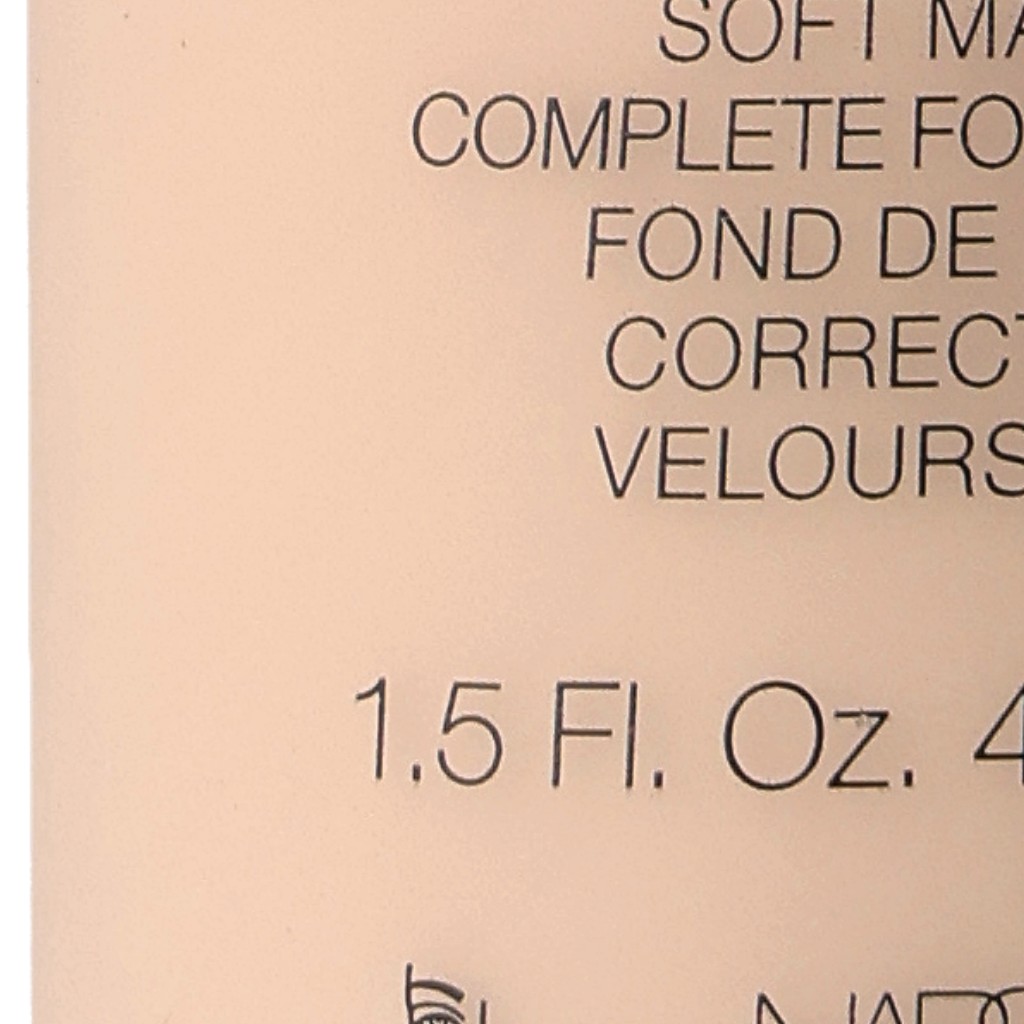 SOFT MA
COMPLETE FO
FOND DE
CORRECT
VELOURS
1.5 Fl. Oz. 4